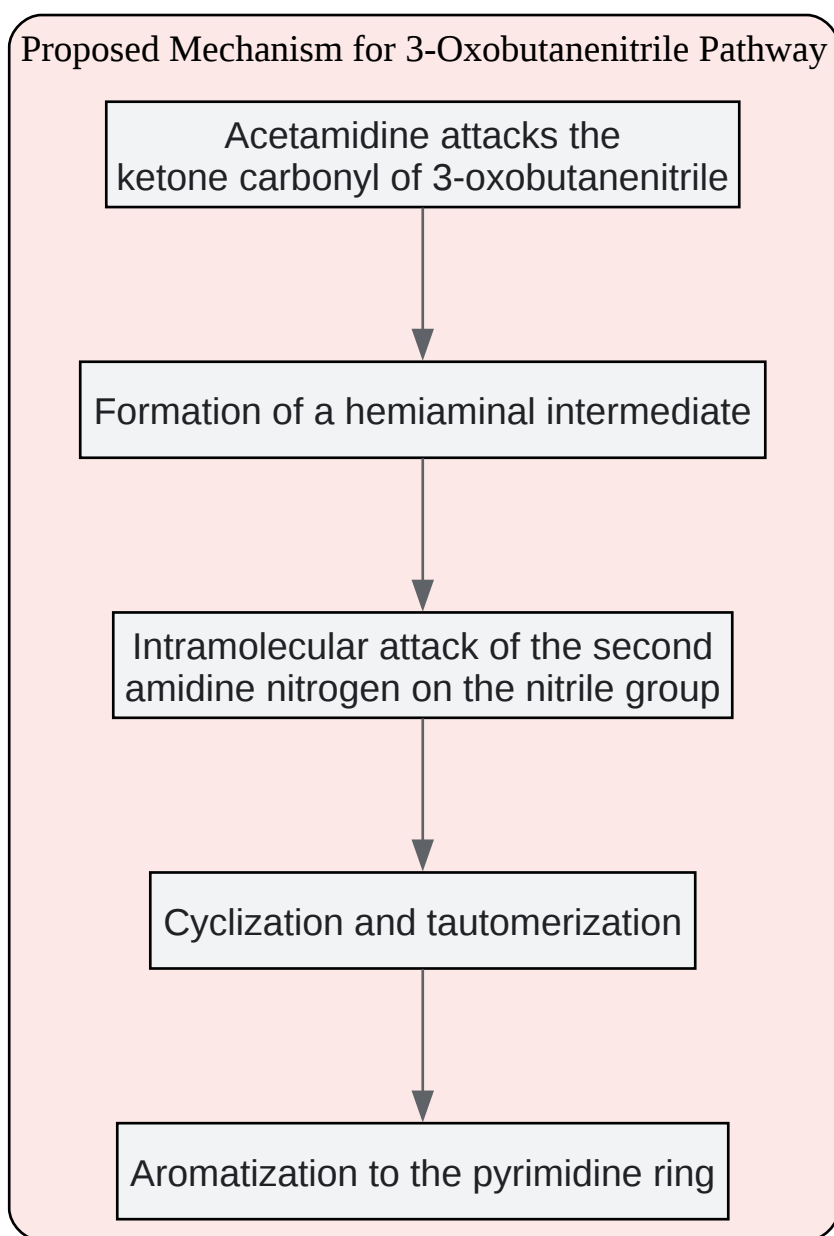 Proposed Mechanism for 3-Oxobutanenitrile Pathway
Acetamidine attacks the
ketone carbonyl of 3-oxobutanenitrile
Formation of a hemiaminal intermediate
Intramolecular attack of the second
amidine nitrogen on the nitrile group
Cyclization and tautomerization
Aromatization to the pyrimidine ring